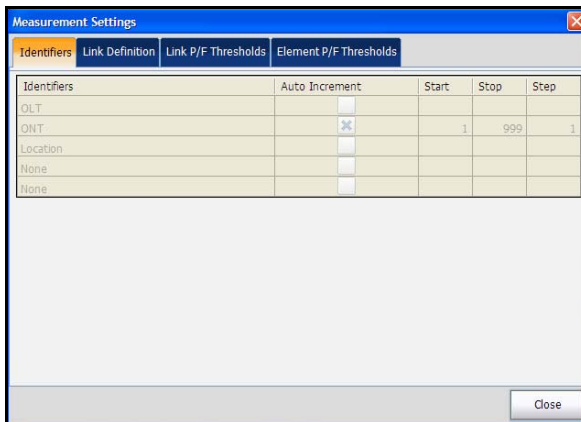 Measurement Settings
Identifiers Link Definition Link P/F Thresholds Element P/F Thresholds
Identifiers Auto Increment Start Stop Step
OLT
ONT 1 999 1
Location
None
None
Close